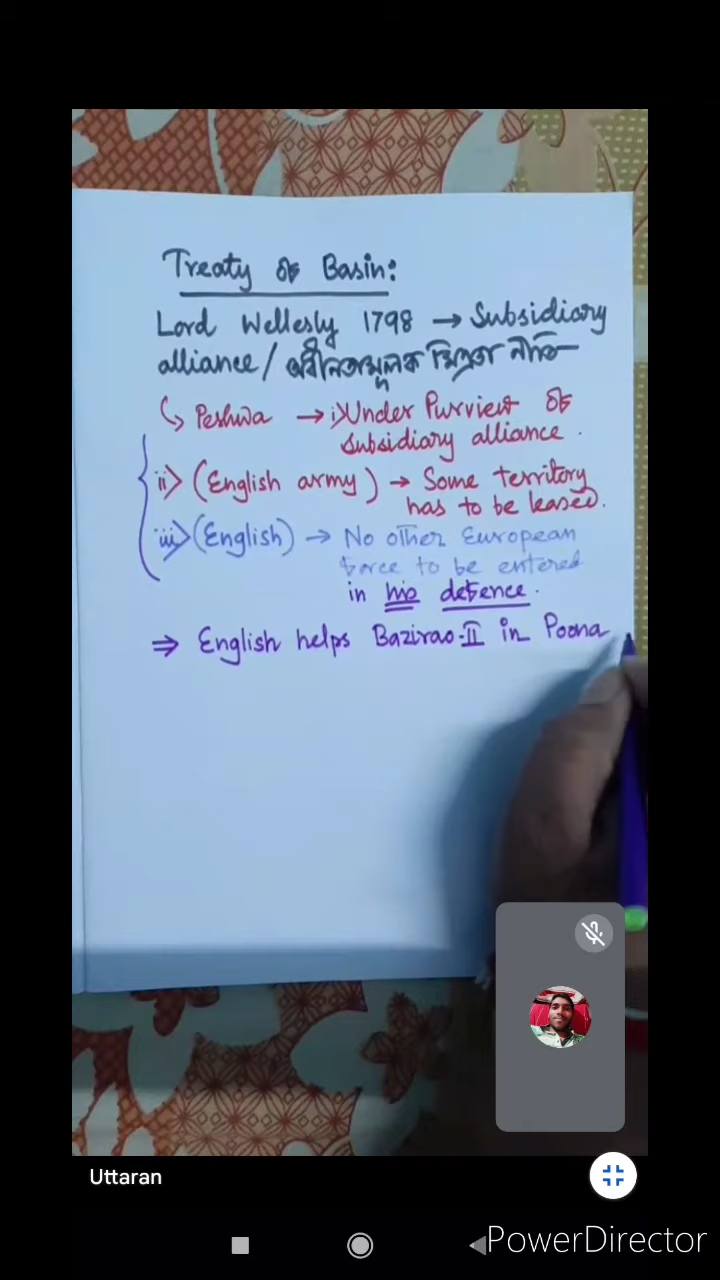 Treaty of Basin:
Lord Wellesly 1798 → Subsidiary
alliance/ অধীনতামূলক মিত্রতা নীতি
↳ Peshwa → i) Under Purview of
subsidiary alliance.
ii) (English army) → Some territory
has to be leased.
iii) (English) → No other European
force to be entered
in his defence.
⇒ English helps Bazirao-II in Poona
Uttaran
PowerDirector